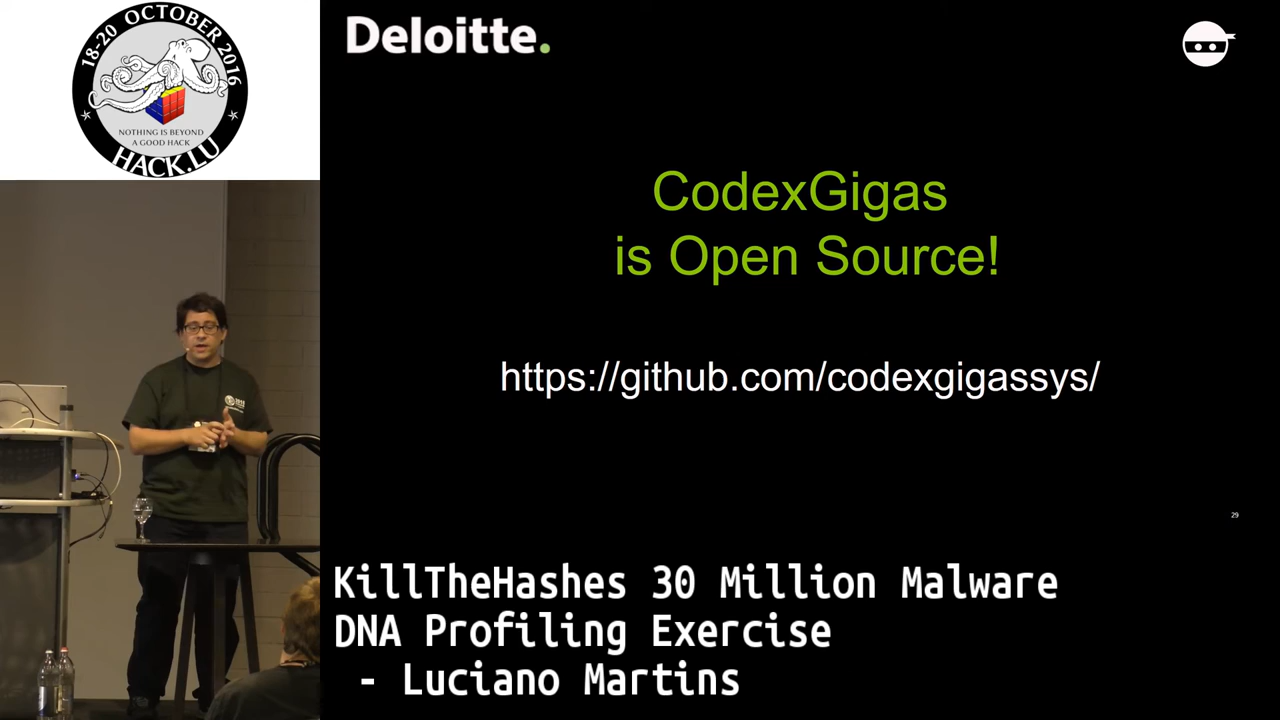 18-20 OCTOBER 2016
NOTHING IS BEYOND
A GOOD HACK
HACK.LU
Deloitte.
CodexGigas
is Open Source!
https://github.com/codexgigassys/
29
KillTheHashes 30 Million Malware
DNA Profiling Exercise
- Luciano Martins